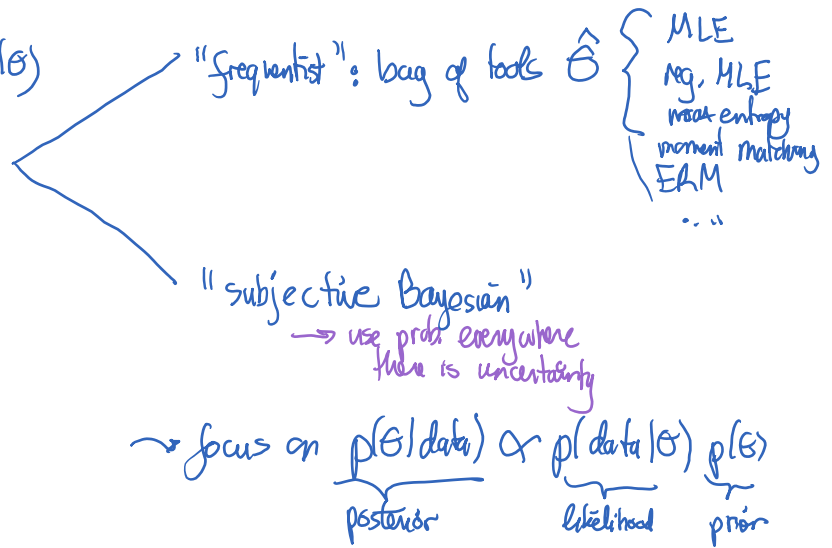 (θ)
"frequentist": bag of tools θ̂
MLE
reg. MLE
max entropy
moment matching
ERM
....
"subjective Bayesian"
→ use prob. everywhere
there is uncertainty
→ focus on p(θ|data) ∝ p(data|θ) p(θ)
posterior likelihood prior